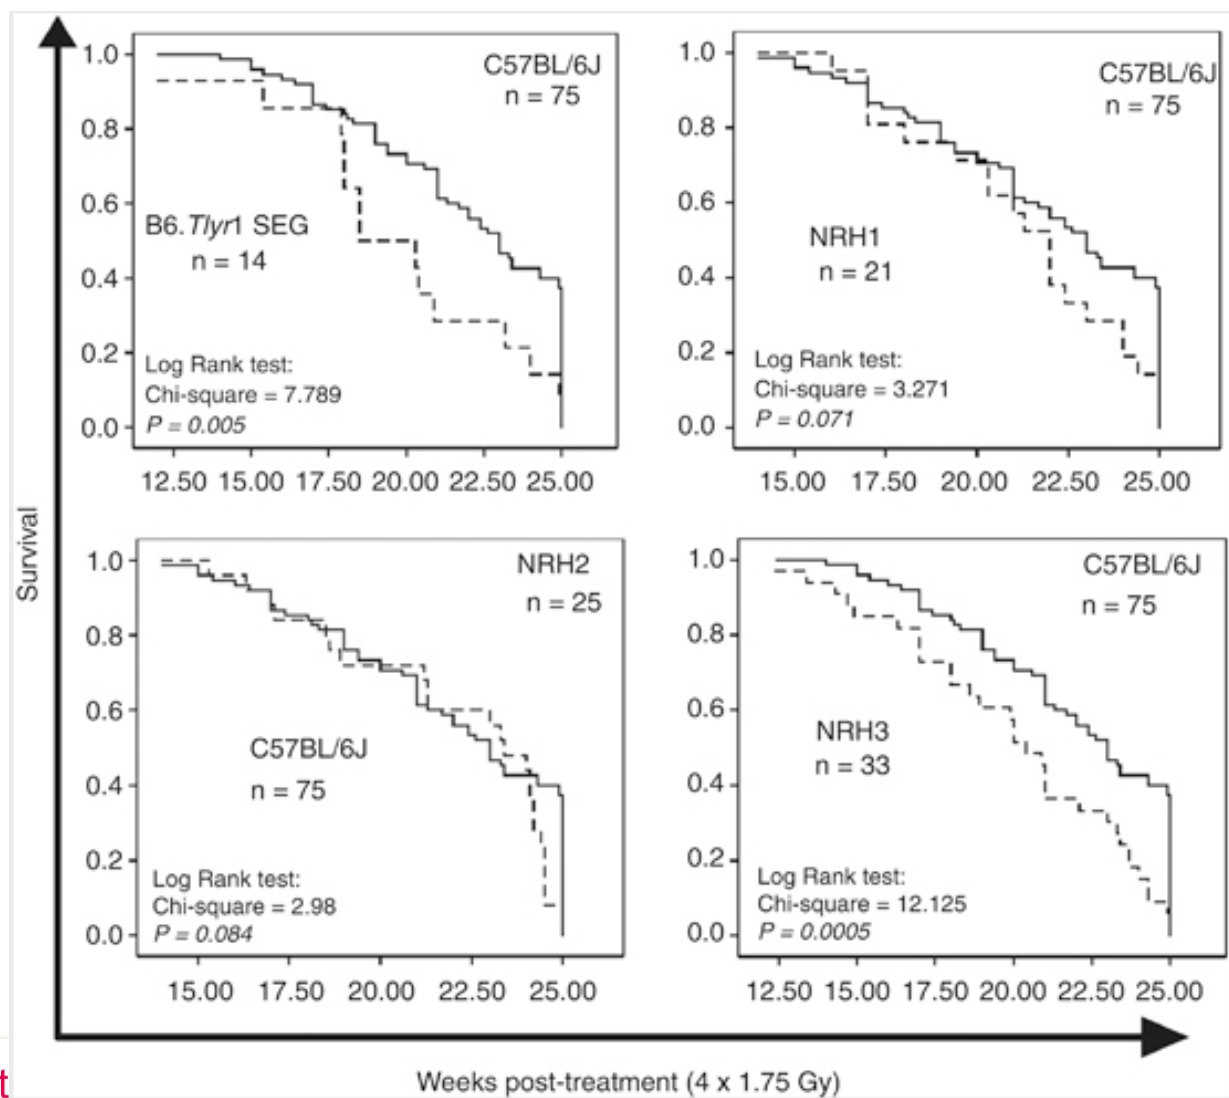 1.0
0.8
0.6
0.4
0.2
0.0
C57BL/6J
n = 75
B6.Tlyr1 SEG
n = 14
Log Rank test:
Chi-square = 7.789
P = 0.005
12.50 15.00 17.50 20.00 22.50 25.00
1.0
0.8
0.6
0.4
0.2
0.0
C57BL/6J
n = 75
NRH1
n = 21
Log Rank test:
Chi-square = 3.271
P = 0.071
15.00 17.50 20.00 22.50 25.00
Survival
1.0
0.8
0.6
0.4
0.2
0.0
NRH2
n = 25
C57BL/6J
n = 75
Log Rank test:
Chi-square = 2.98
P = 0.084
15.00 17.50 20.00 22.50 25.00
1.0
0.8
0.6
0.4
0.2
0.0
C57BL/6J
n = 75
NRH3
n = 33
Log Rank test:
Chi-square = 12.125
P = 0.0005
12.50 15.00 17.50 20.00 22.50 25.00
t
Weeks post-treatment (4 x 1.75 Gy)